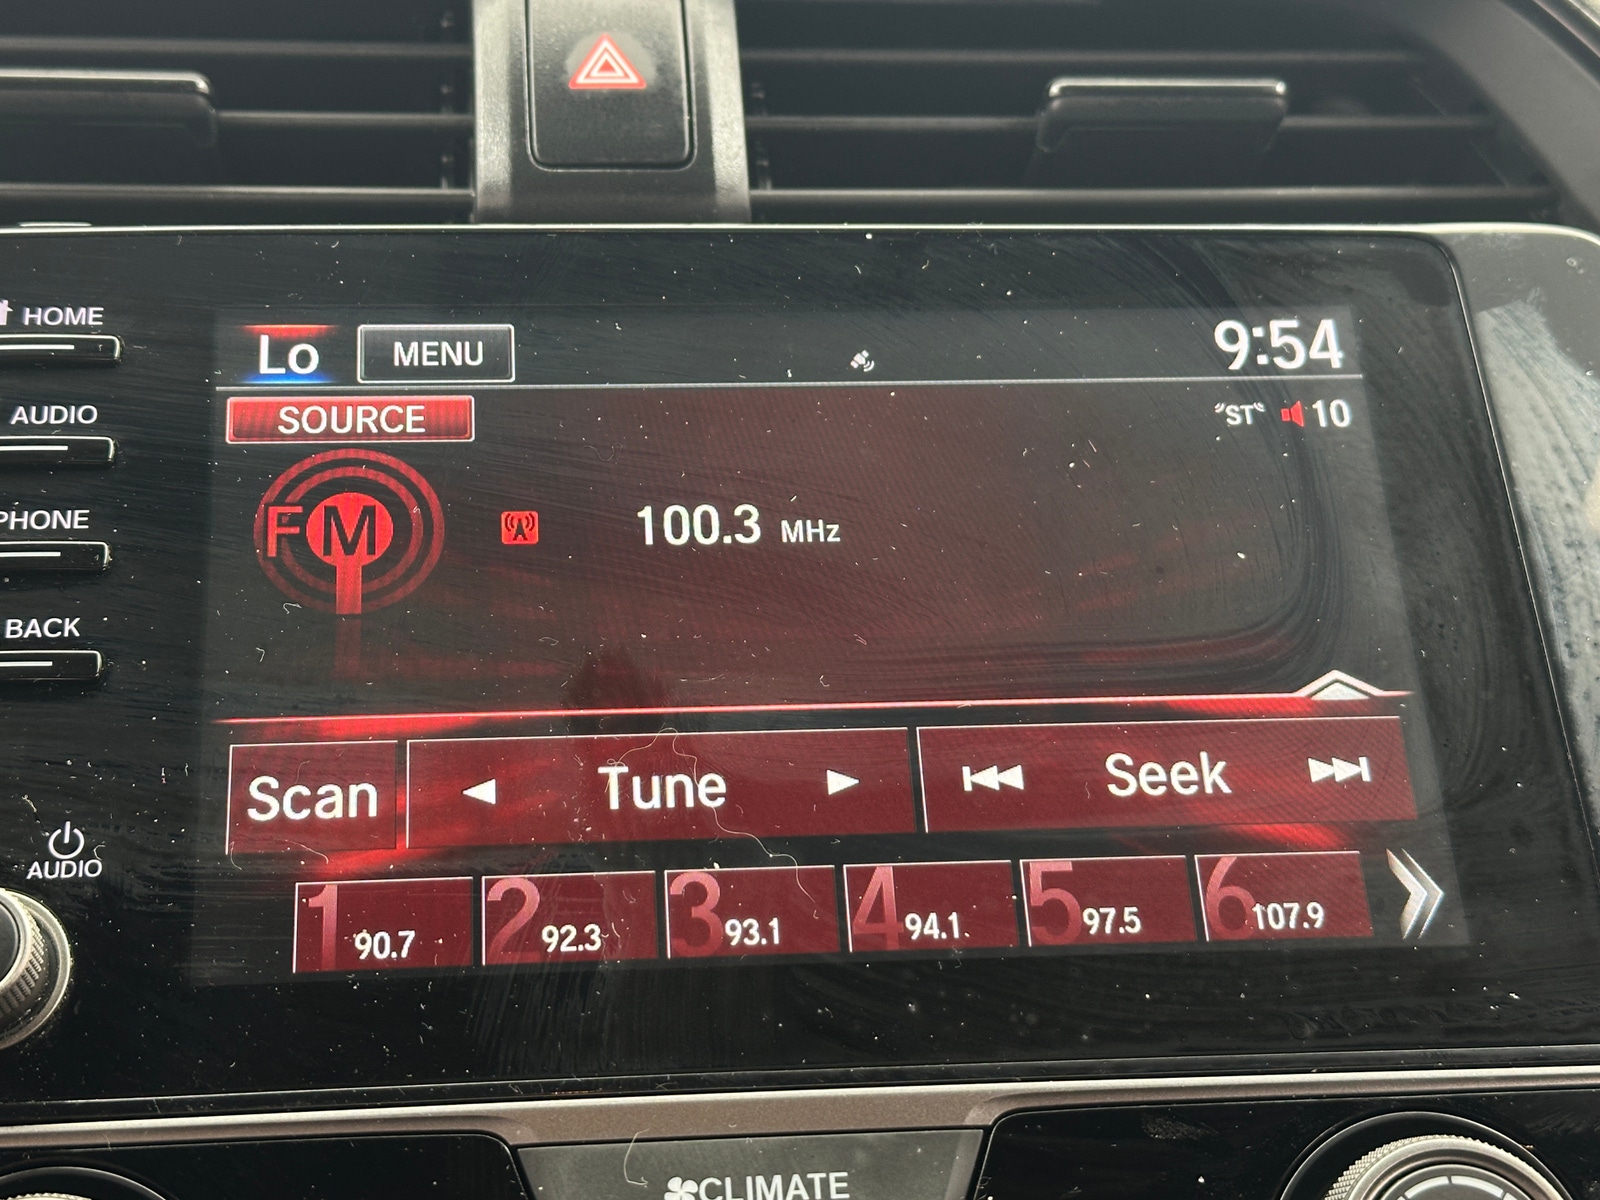 HOME
Lo MENU 9:54
AUDIO
SOURCE "ST" 10
PHONE
FM 100.3 MHz
BACK
Scan Tune Seek
AUDIO
1 90.7 2 92.3 3 93.1 4 94.1 5 97.5 6 107.9
CLIMATE